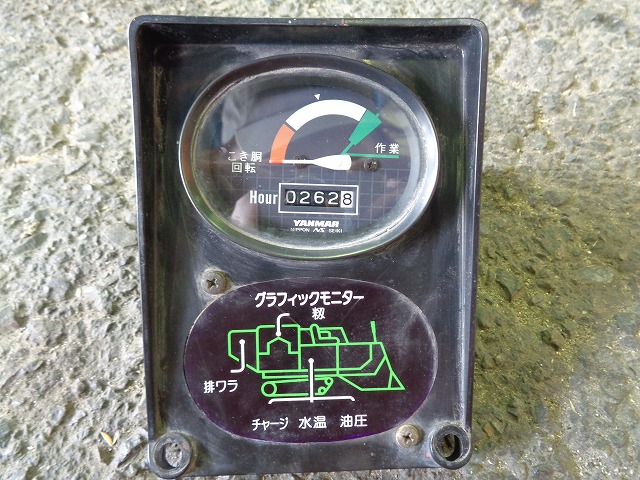 こき胴
回転
作業
Hour 02628
YANMAR
NIPPON NS SEIKI
グラフィックモニター
籾
排ワラ
チャージ 水温 油圧